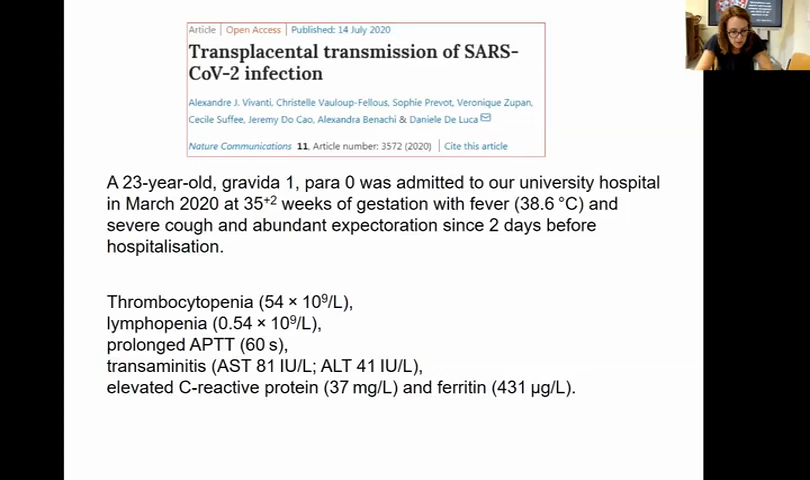 Article | Open Access | Published: 14 July 2020
Transplacental transmission of SARS-
CoV-2 infection
Alexandre J. Vivanti, Christelle Vauloup-Fellous, Sophie Prevot, Veronique Zupan,
Cecile Suffee, Jeremy Do Cao, Alexandra Benachi & Daniele De Luca
Nature Communications 11, Article number: 3572 (2020) | Cite this article
A 23-year-old, gravida 1, para 0 was admitted to our university hospital
in March 2020 at 35⁺² weeks of gestation with fever (38.6 °C) and
severe cough and abundant expectoration since 2 days before
hospitalisation.
Thrombocytopenia (54 × 10⁹/L),
lymphopenia (0.54 × 10⁹/L),
prolonged APTT (60 s),
transaminitis (AST 81 IU/L; ALT 41 IU/L),
elevated C-reactive protein (37 mg/L) and ferritin (431 µg/L).